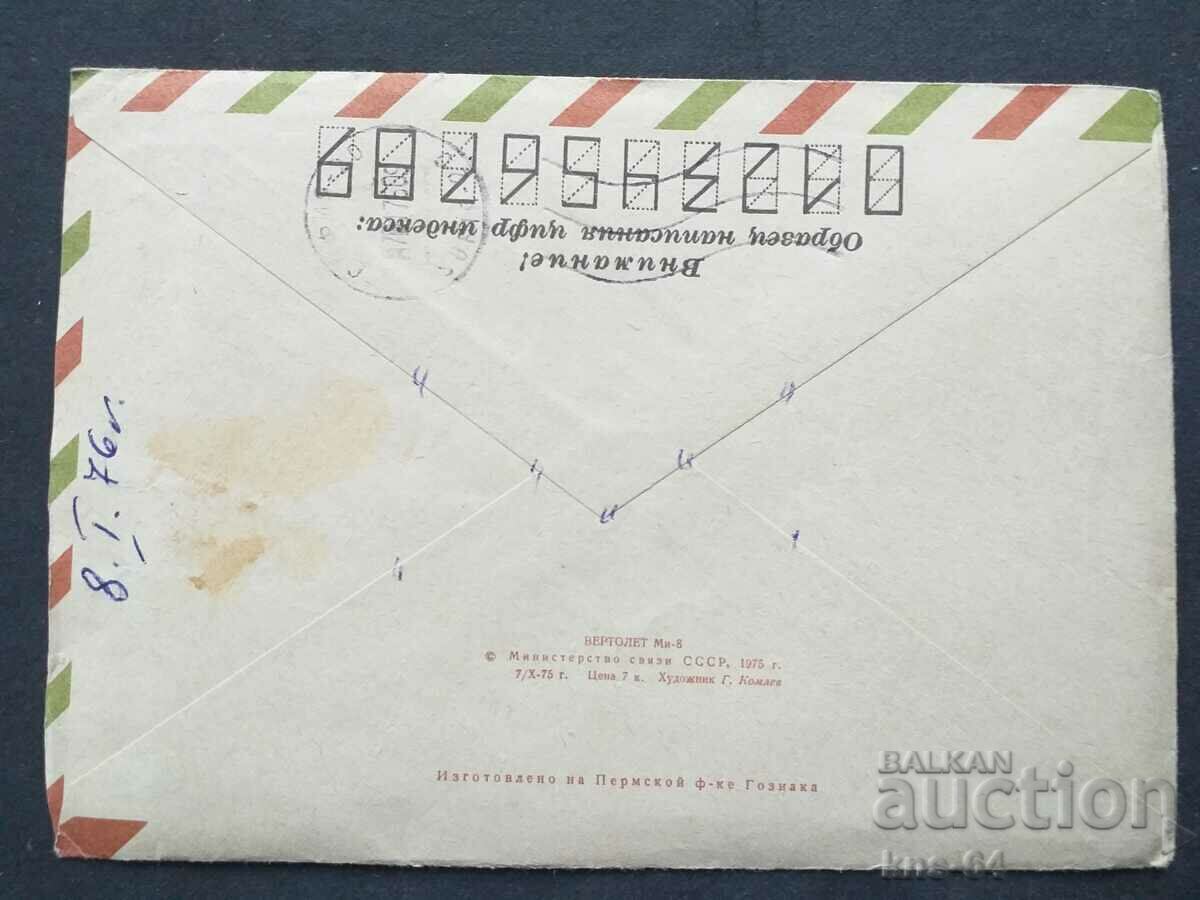 0123456789
Образец написания цифр индекса:
Внимание!
8. I. 76 г.
ВЕРТОЛЕТ Ми-8
© Министерство связи СССР, 1975 г.
7/X-75 г. Цена 7 к. Художник Г. Комлев
Изготовлено на Пермской ф-ке Гознака
BALKAN
auction
kns-64